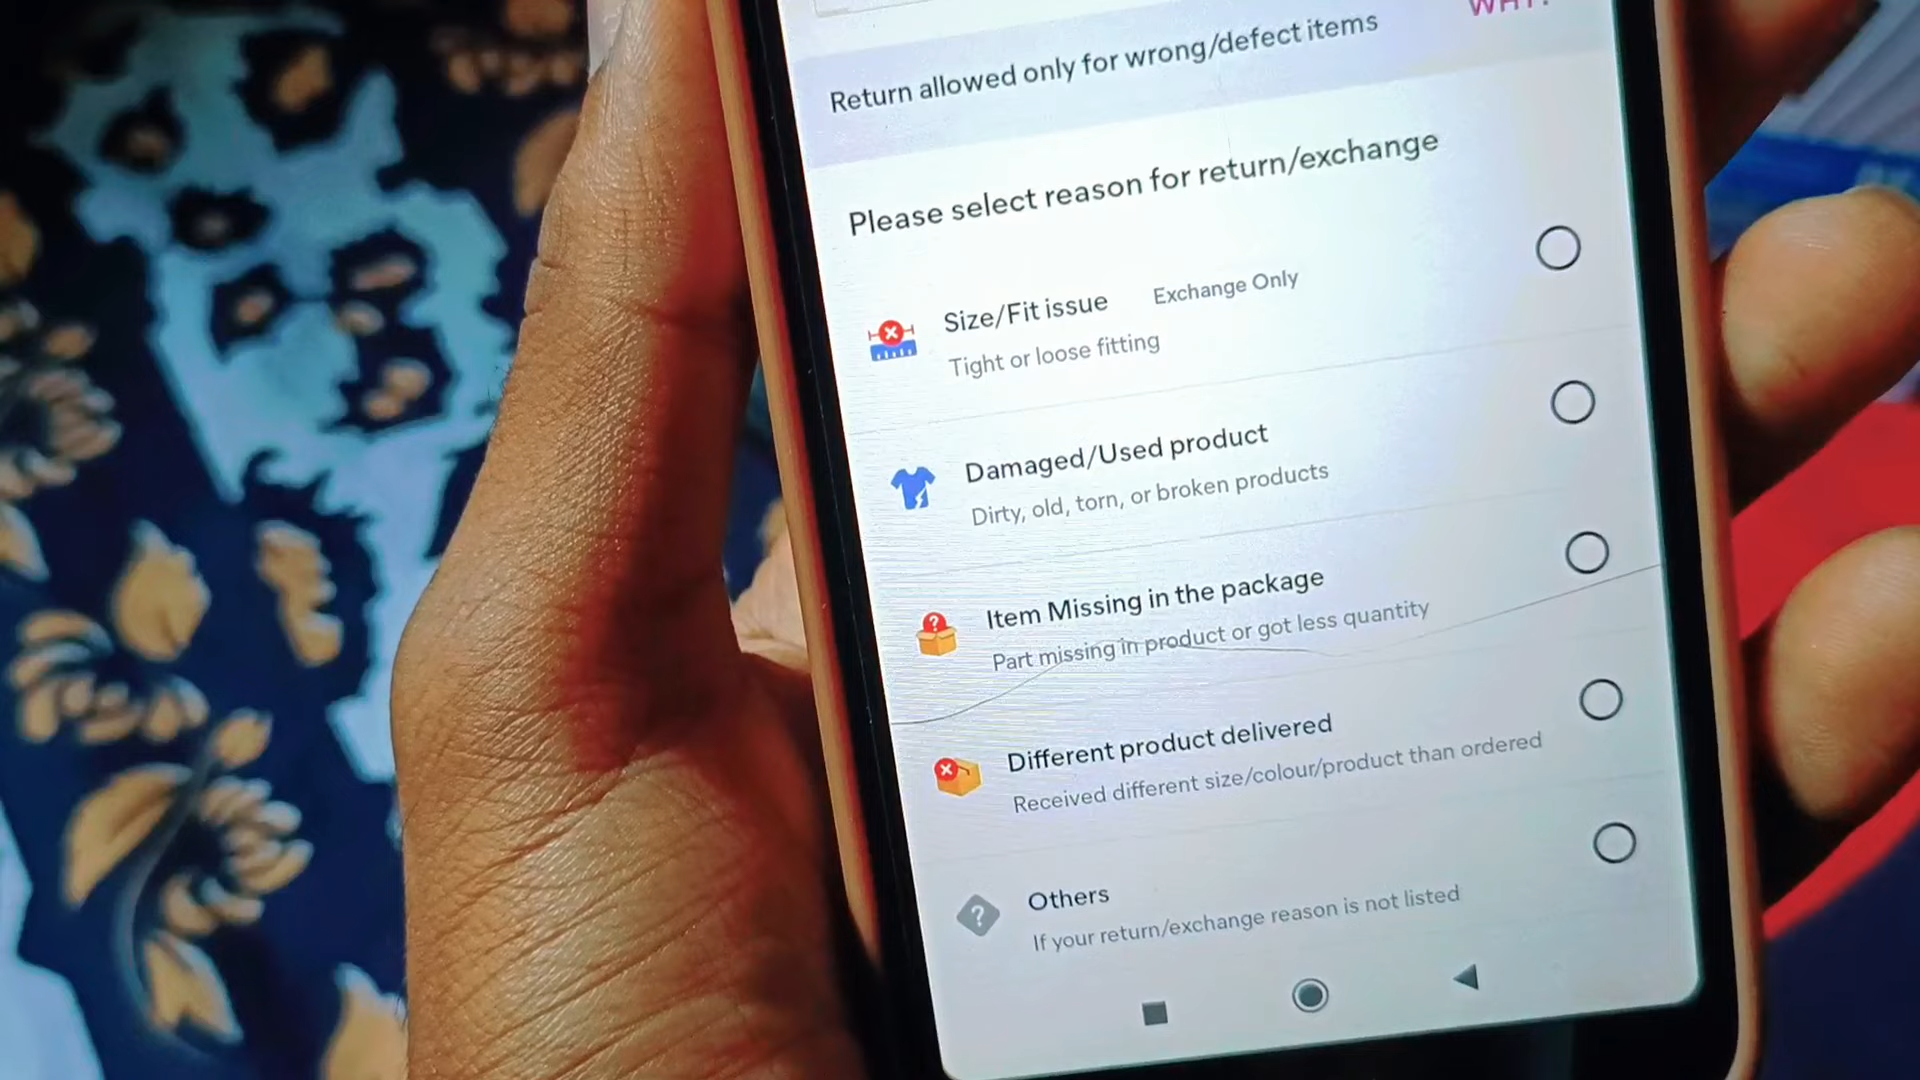 WHY?
Return allowed only for wrong/defect items
Please select reason for return/exchange
Size/Fit issue Exchange Only
Tight or loose fitting
Damaged/Used product
Dirty, old, torn, or broken products
Item Missing in the package
Part missing in product or got less quantity
Different product delivered
Received different size/colour/product than ordered
Others
If your return/exchange reason is not listed